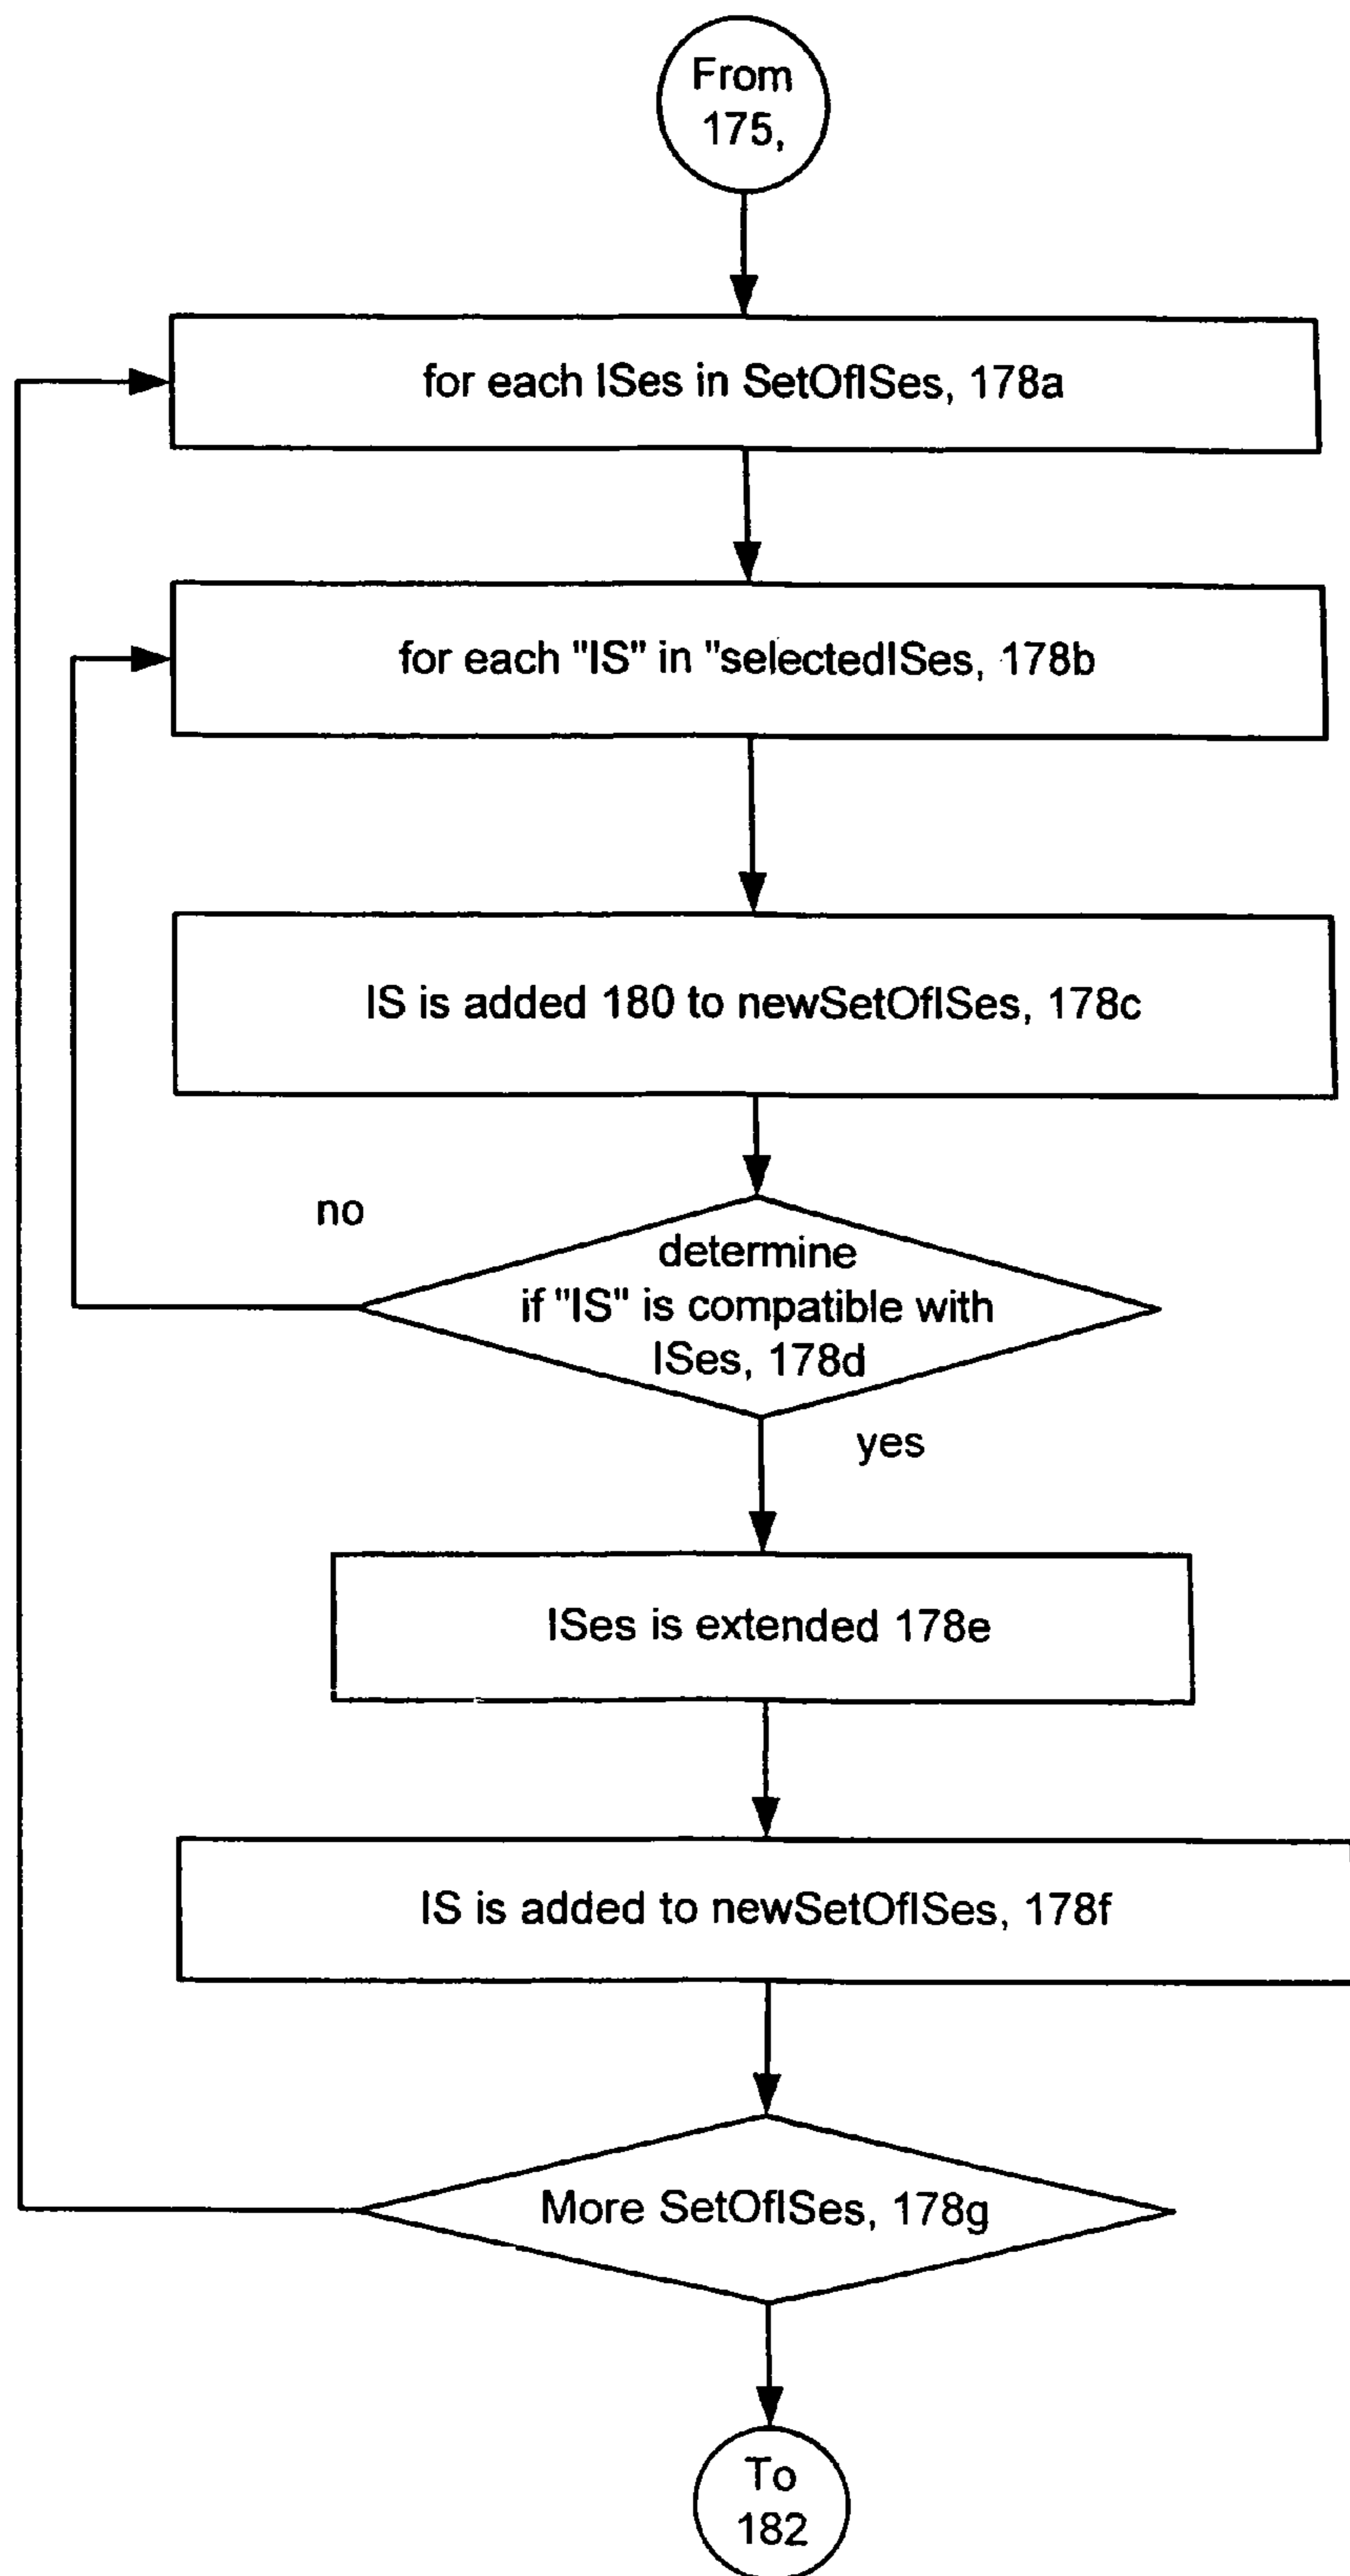 From
175,
for each ISes in SetOfISes, 178a
for each "IS" in "selectedISes, 178b
IS is added 180 to newSetOfISes, 178c
no
determine
if "IS" is compatible with
ISes, 178d
yes
ISes is extended 178e
IS is added to newSetOfISes, 178f
More SetOfISes, 178g
To
182